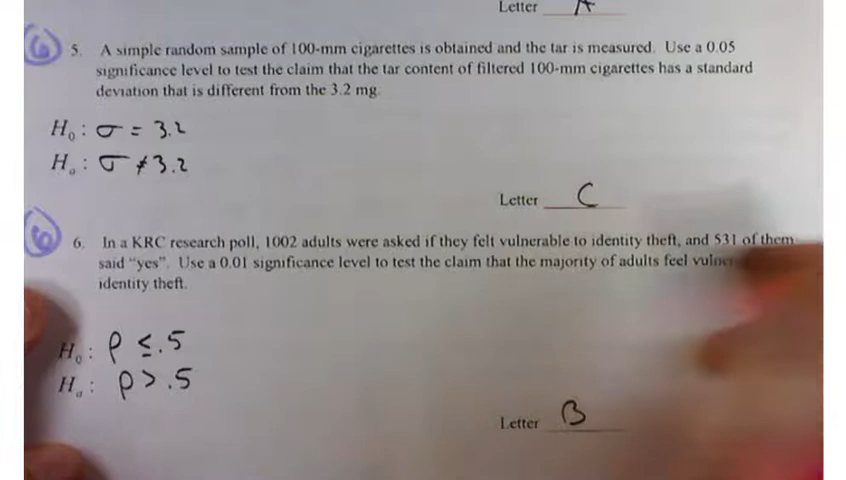 Letter A
6 5. A simple random sample of 100-mm cigarettes is obtained and the tar is measured. Use a 0.05
significance level to test the claim that the tar content of filtered 100-mm cigarettes has a standard
deviation that is different from the 3.2 mg.
H₀ : σ = 3.2
Hₐ : σ ≠ 3.2
Letter C
6 6. In a KRC research poll, 1002 adults were asked if they felt vulnerable to identity theft, and 531 of them
said “yes”. Use a 0.01 significance level to test the claim that the majority of adults feel
identity theft.
H₀ : p ≤ .5
Hₐ : p > .5
Letter B